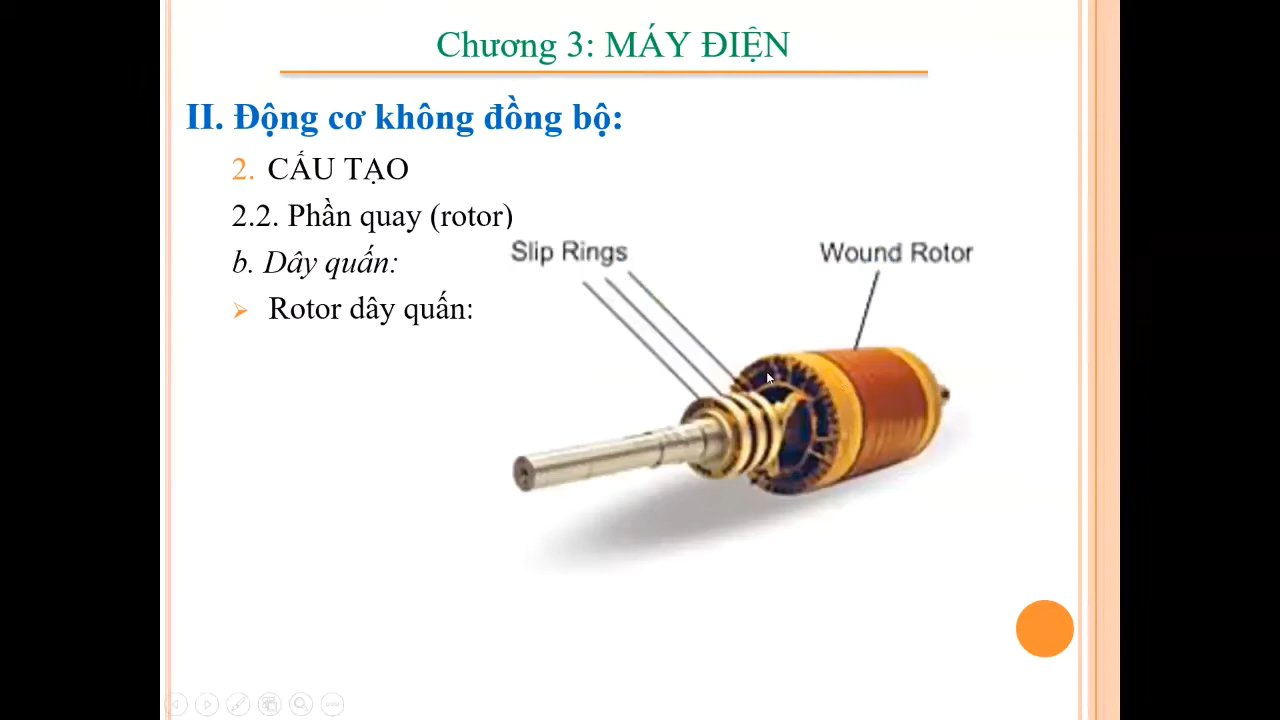 Chương 3: MÁY ĐIỆN
II. Động cơ không đồng bộ:
2. CẤU TẠO
2.2. Phần quay (rotor)
b. Dây quấn:
Rotor dây quấn:
Slip Rings
Wound Rotor